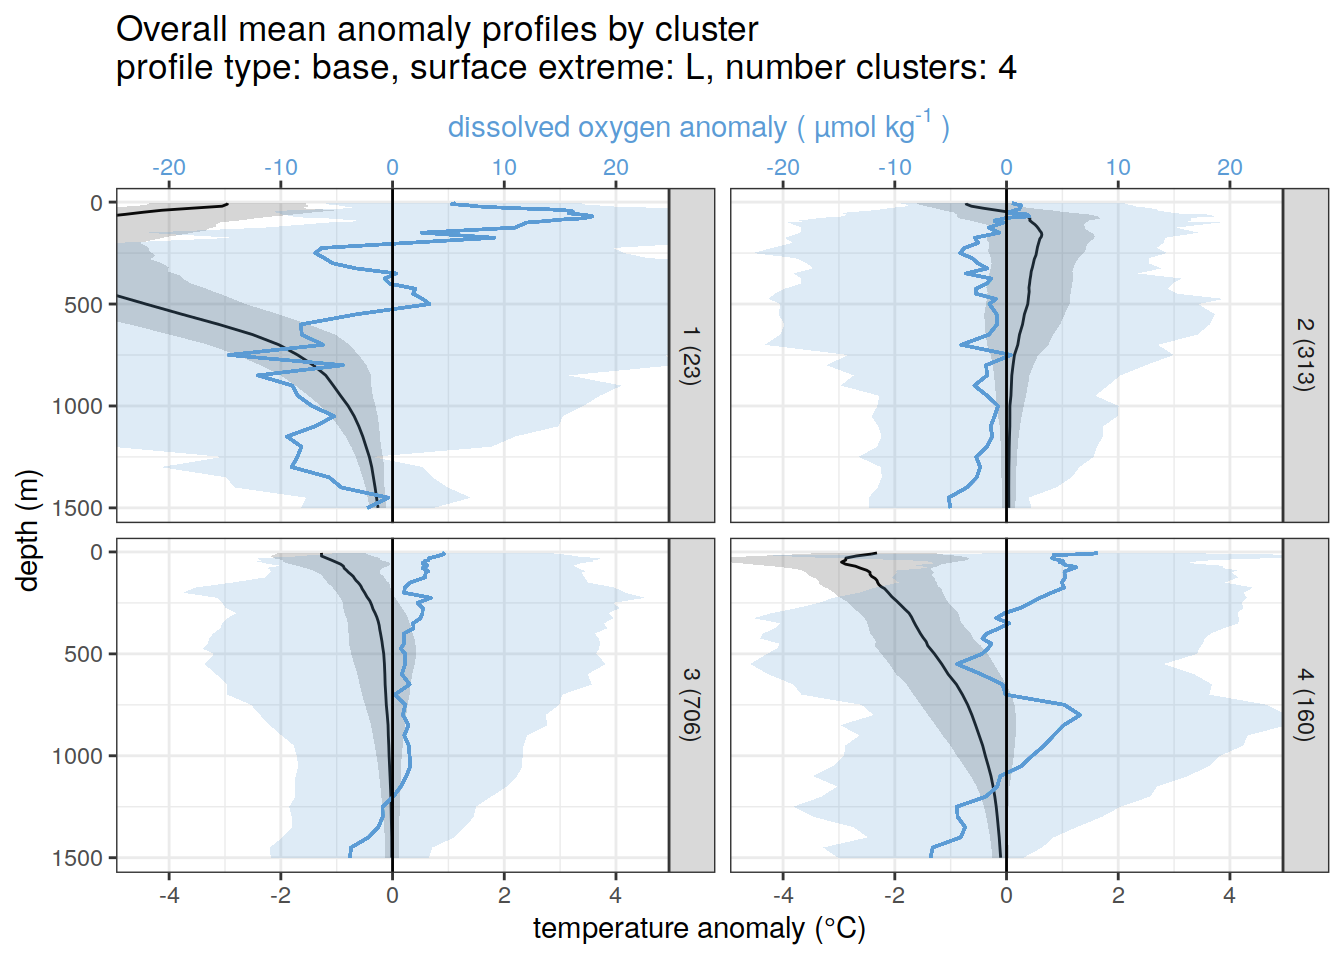 Overall mean anomaly profiles by cluster
profile type: base, surface extreme: L, number clusters: 4
dissolved oxygen anomaly ( µmol kg⁻¹ )
-20 -10 0 10 20 -20 -10 0 10 20
0
500
1000
1500
1 (23)
2 (313)
depth (m)
0
500
1000
1500
3 (706)
4 (160)
-4 -2 0 2 4 -4 -2 0 2 4
temperature anomaly (°C)